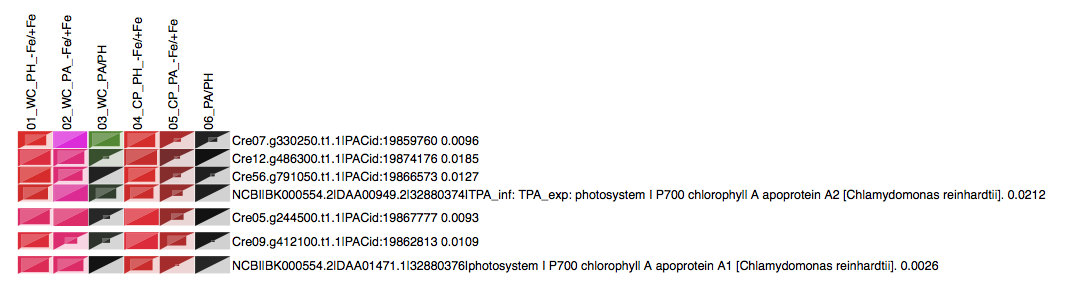 01_WC_PH_-Fe/+Fe
02_WC_PA_-Fe/+Fe
03_WC_PA/PH
04_CP_PH_-Fe/+Fe
05_CP_PA_-Fe/+Fe
06_PA/PH
Cre07.g330250.t1.1|PACid:19859760 0.0096
Cre12.g486300.t1.1|PACid:19874176 0.0185
Cre56.g791050.t1.1|PACid:19866573 0.0127
NCBI|BK000554.2|DAA00949.2|32880374|TPA_inf: TPA_exp: photosystem I P700 chlorophyll A apoprotein A2 [Chlamydomonas reinhardtii]. 0.0212
Cre05.g244500.t1.1|PACid:19867777 0.0093
Cre09.g412100.t1.1|PACid:19862813 0.0109
NCBI|BK000554.2|DAA01471.1|32880376|photosystem I P700 chlorophyll A apoprotein A1 [Chlamydomonas reinhardtii]. 0.0026